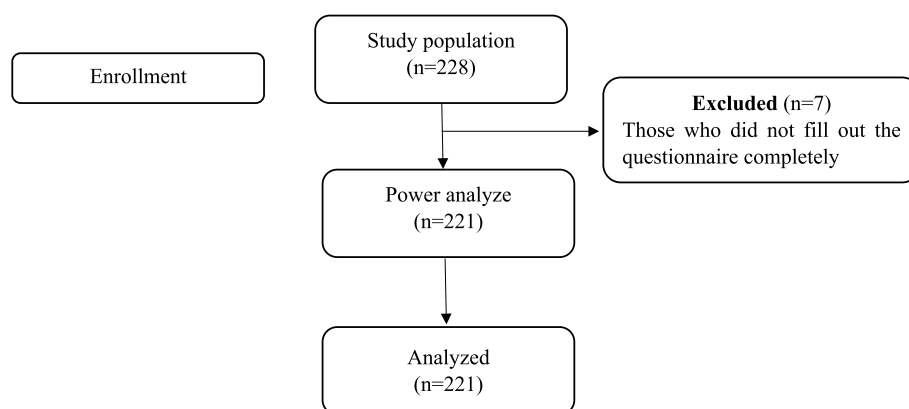 Study population
(n=228)
Enrollment
Excluded (n=7)
Those who did not fill out the
questionnaire completely
Power analyze
(n=221)
Analyzed
(n=221)